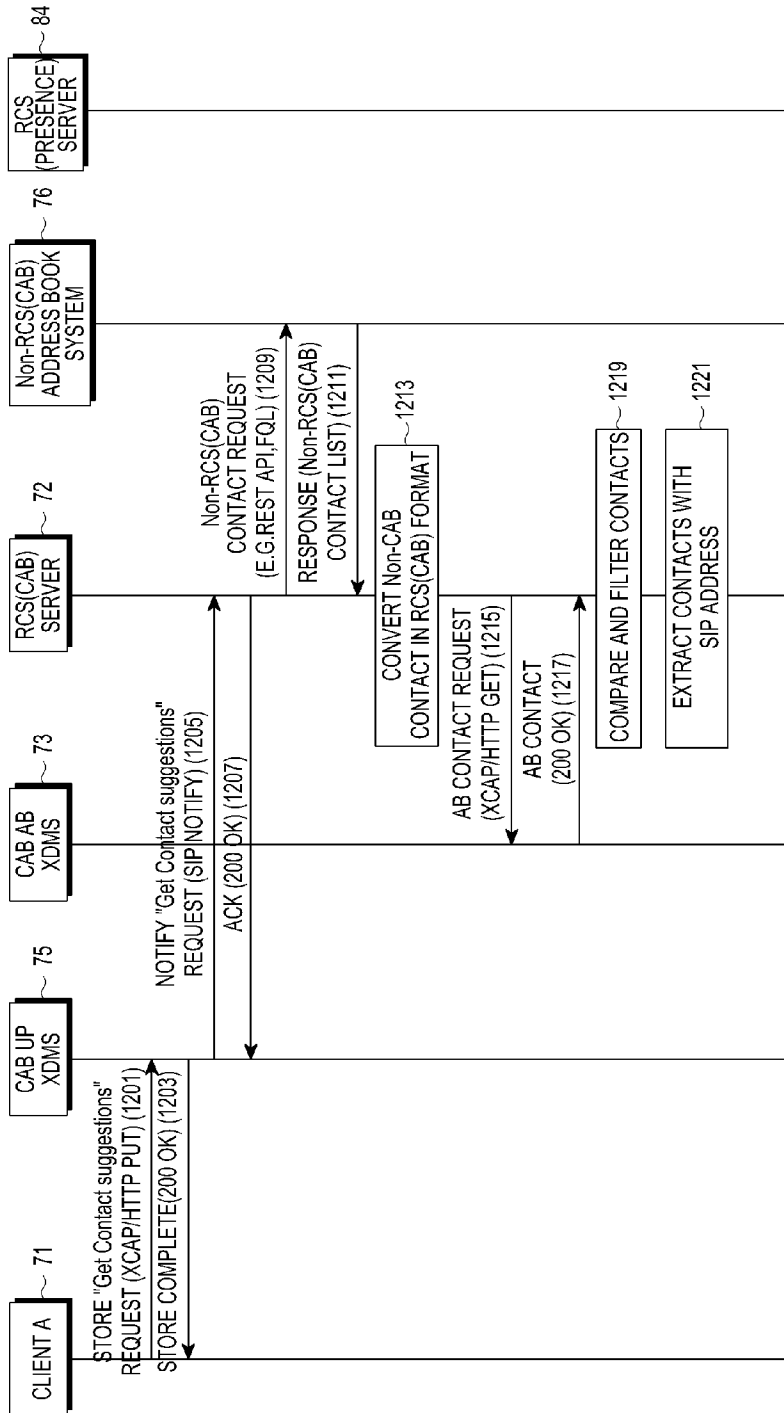 CLIENT A
71
CAB UP
XDMS
75
CAB AB
XDMS
73
RCS(CAB)
SERVER
72
Non-RCS(CAB)
ADDRESS BOOK
SYSTEM
76
RCS
(PRESENCE)
SERVER
84
STORE "Get Contact suggestions"
REQUEST (XCAP/HTTP PUT) (1201)
STORE COMPLETE(200 OK) (1203)
NOTIFY "Get Contact suggestions"
REQUEST (SIP NOTIFY) (1205)
ACK (200 OK) (1207)
Non-RCS(CAB)
CONTACT REQUEST
(E.G.REST API,FQL) (1209)
RESPONSE (Non-RCS(CAB)
CONTACT LIST) (1211)
CONVERT Non-CAB
CONTACT IN RCS(CAB) FORMAT
1213
AB CONTACT REQUEST
(XCAP/HTTP GET) (1215)
AB CONTACT
(200 OK) (1217)
COMPARE AND FILTER CONTACTS
1219
EXTRACT CONTACTS WITH
SIP ADDRESS
1221